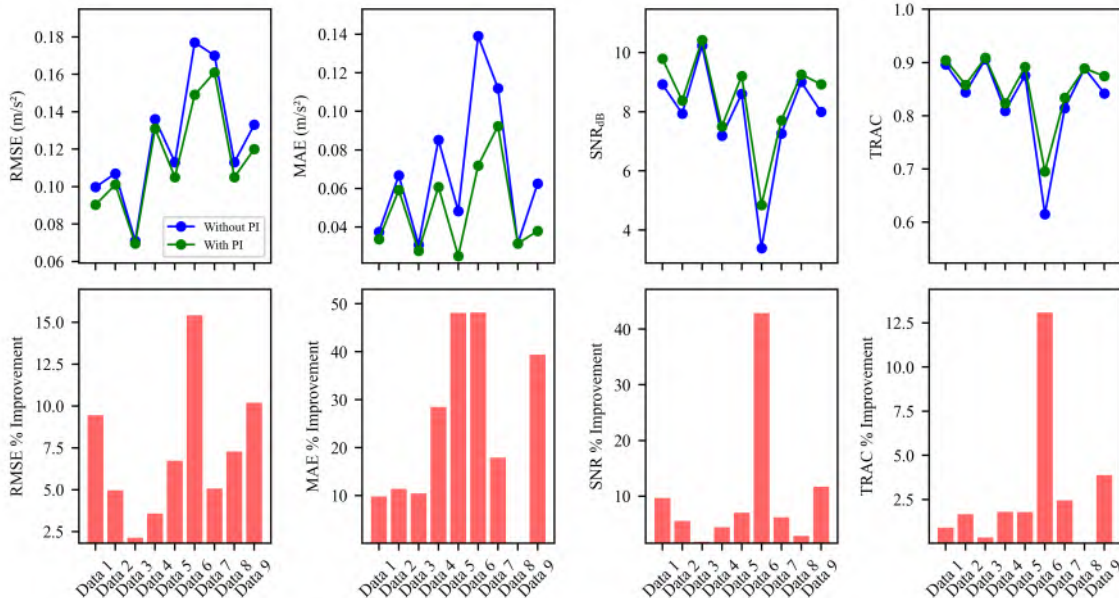 RMSE (m/s²)
0.18
0.16
0.14
0.12
0.10
0.08
0.06
Without PI
With PI
MAE (m/s²)
0.14
0.12
0.10
0.08
0.06
0.04
SNR_dB
10
8
6
4
TRAC
1.0
0.9
0.8
0.7
0.6
RMSE % Improvement
15.0
12.5
10.0
7.5
5.0
2.5
Data 1
Data 2
Data 3
Data 4
Data 5
Data 6
Data 7
Data 8
Data 9
MAE % Improvement
50
40
30
20
10
Data 1
Data 2
Data 3
Data 4
Data 5
Data 6
Data 7
Data 8
Data 9
SNR % Improvement
40
30
20
10
Data 1
Data 2
Data 3
Data 4
Data 5
Data 6
Data 7
Data 8
Data 9
TRAC % Improvement
12.5
10.0
7.5
5.0
2.5
Data 1
Data 2
Data 3
Data 4
Data 5
Data 6
Data 7
Data 8
Data 9